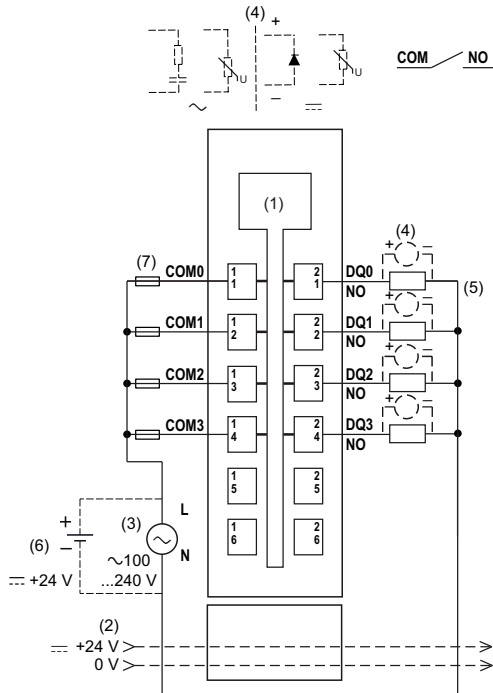 (4)
+
U
U
−
COM NO
(1)
(7)
COM0
1 1
2 1
DQ0
NO
(4)
+ −
(5)
COM1
1 2
2 2
DQ1
NO
+ −
COM2
1 3
2 3
DQ2
NO
+ −
COM3
1 4
2 4
DQ3
NO
+ −
1 5
2 5
1 6
2 6
L
+
(6)
−
(3)
N
~100
...240 V
+24 V
(2)
+24 V
0 V